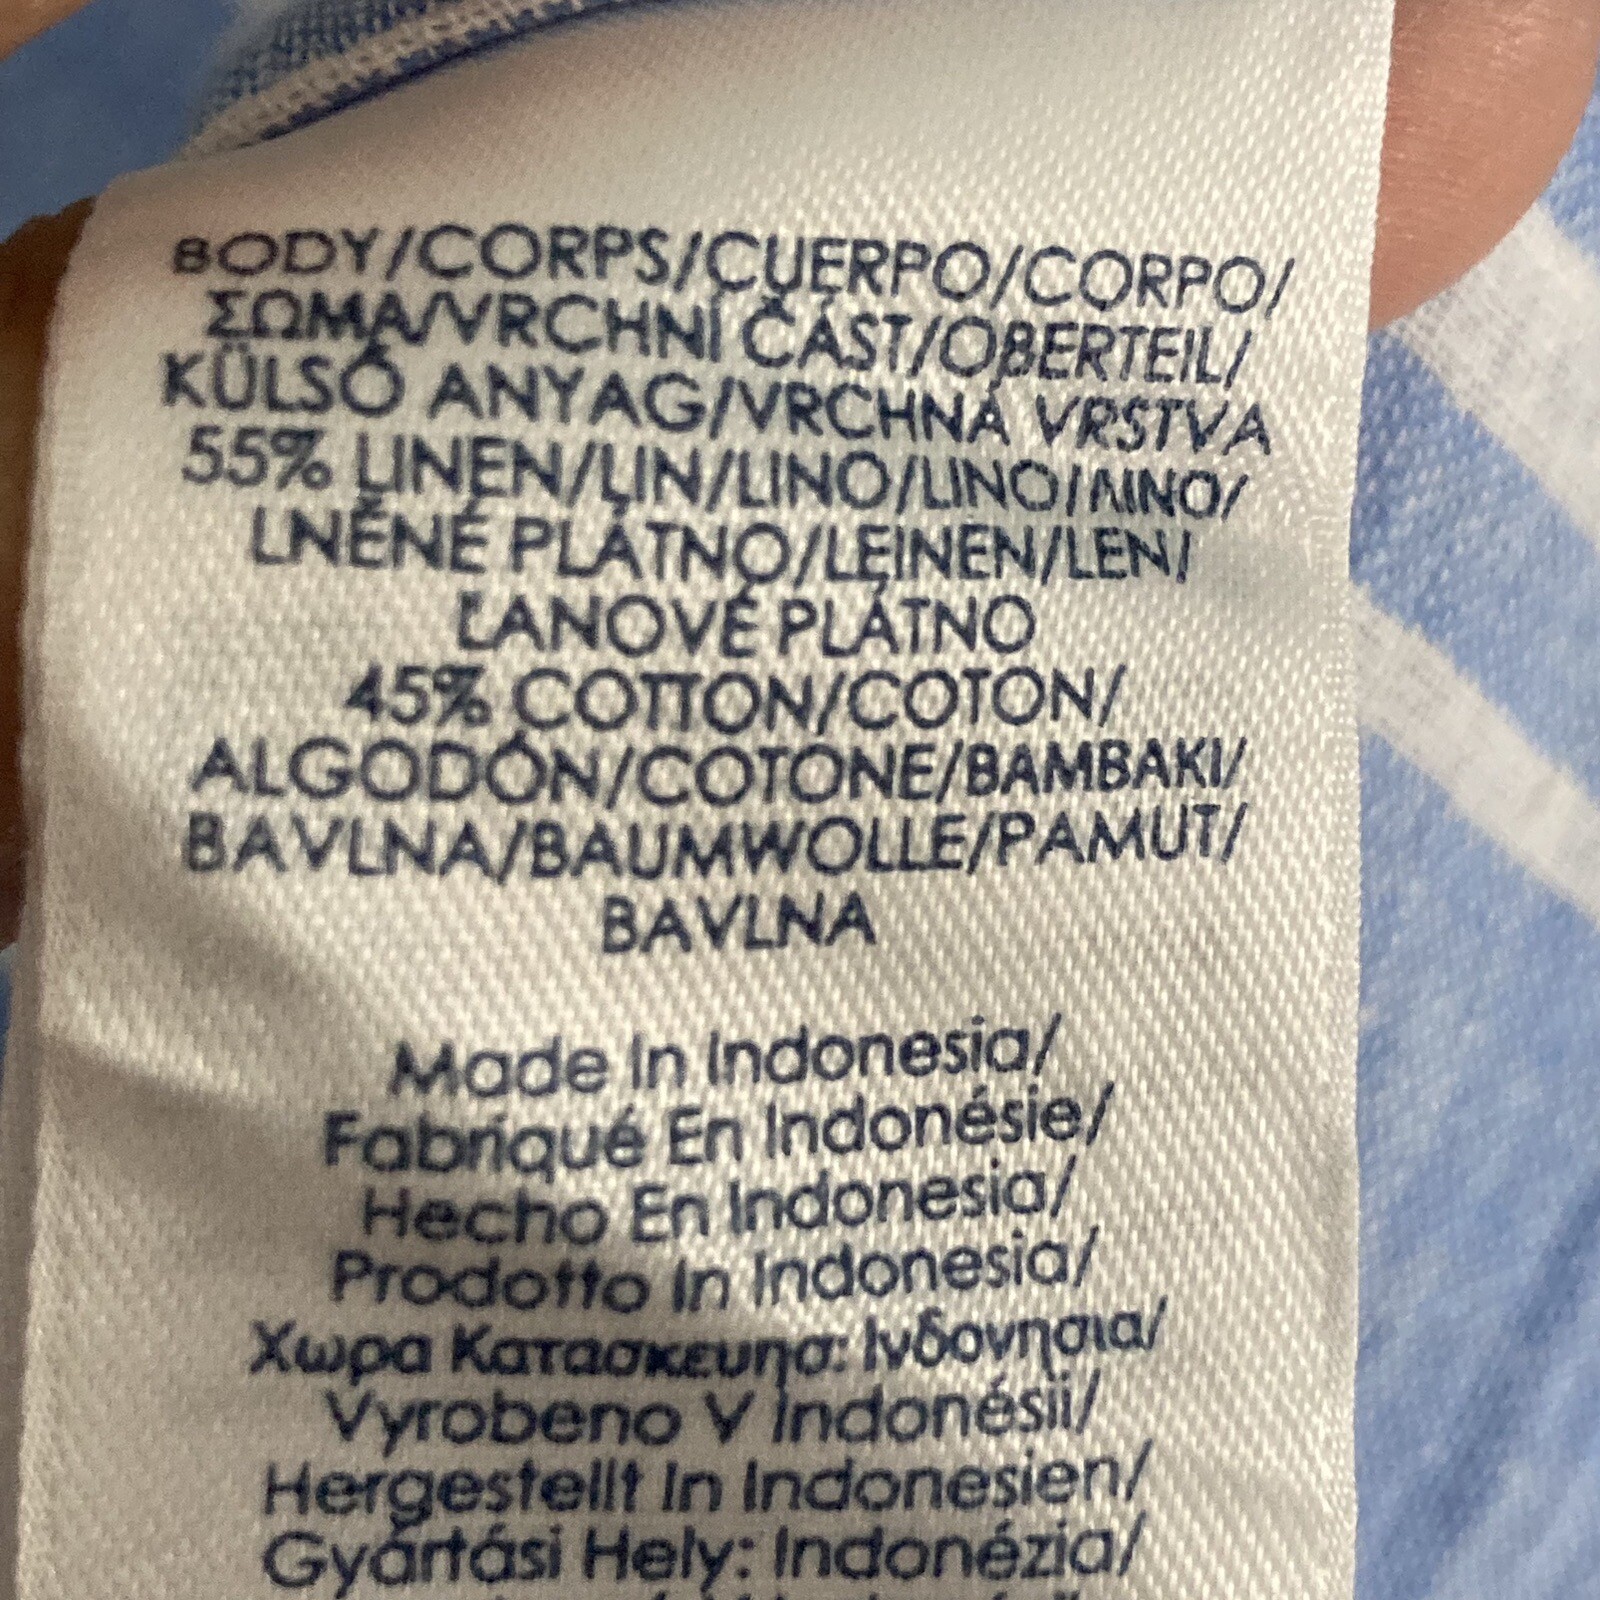 BODY/CORPS/CUERPO/CORPO/
ΣΩΜΑ/VRCHNÍ ČÁST/OBERTEIL/
KÜLSŐ ANYAG/VRCHNÁ VRSTVA
55% LINEN/LIN/LINO/LINO/ΛΙΝΟ/
LNĚNÉ PLÁTNO/LEINEN/LEN/
ĽANOVÉ PLÁTNO
45% COTTON/COTON/
ALGODÓN/COTONE/BAMBAKI/
BAVLNA/BAUMWOLLE/PAMUT/
BAVLNA
Made In Indonesia/
Fabriqué En Indonésie/
Hecho En Indonesia/
Prodotto In Indonesia/
Χωρα Κατασκευησ: Ινδονησια/
Vyrobeno V Indonésii/
Hergestellt In Indonesien/
Gyártási Hely: Indonézia/